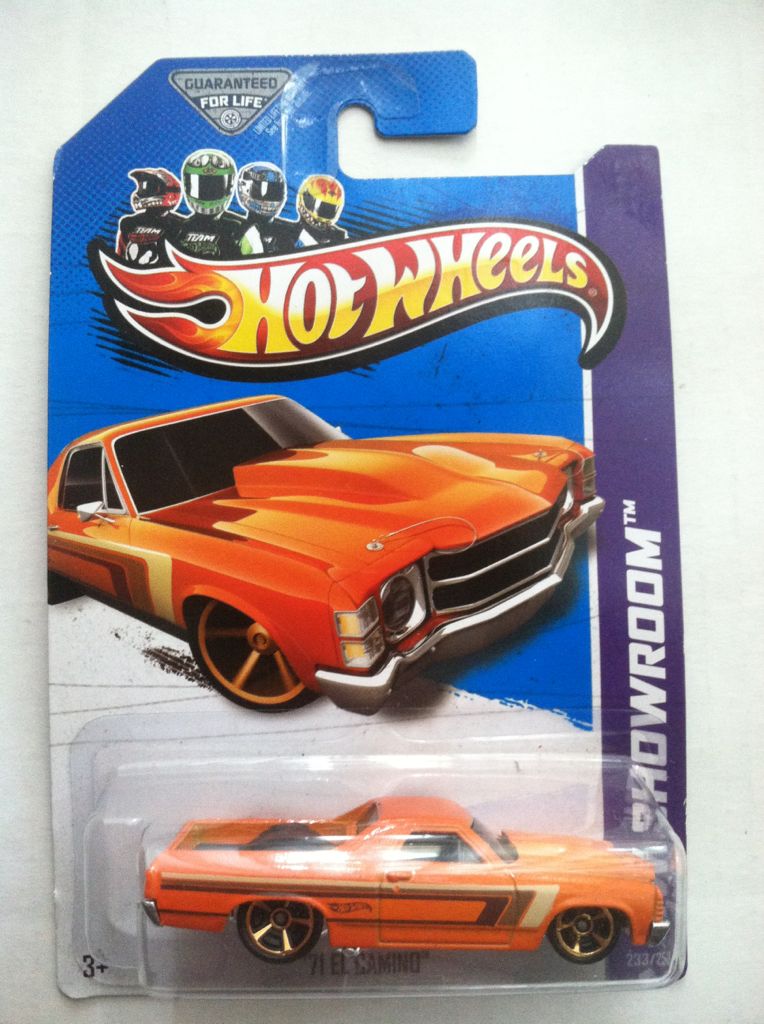 GUARANTEED
FOR LIFE
TEAM
TEAM
HOT WHEELS®
SHOWROOM™
'71 EL CAMINO™
3+